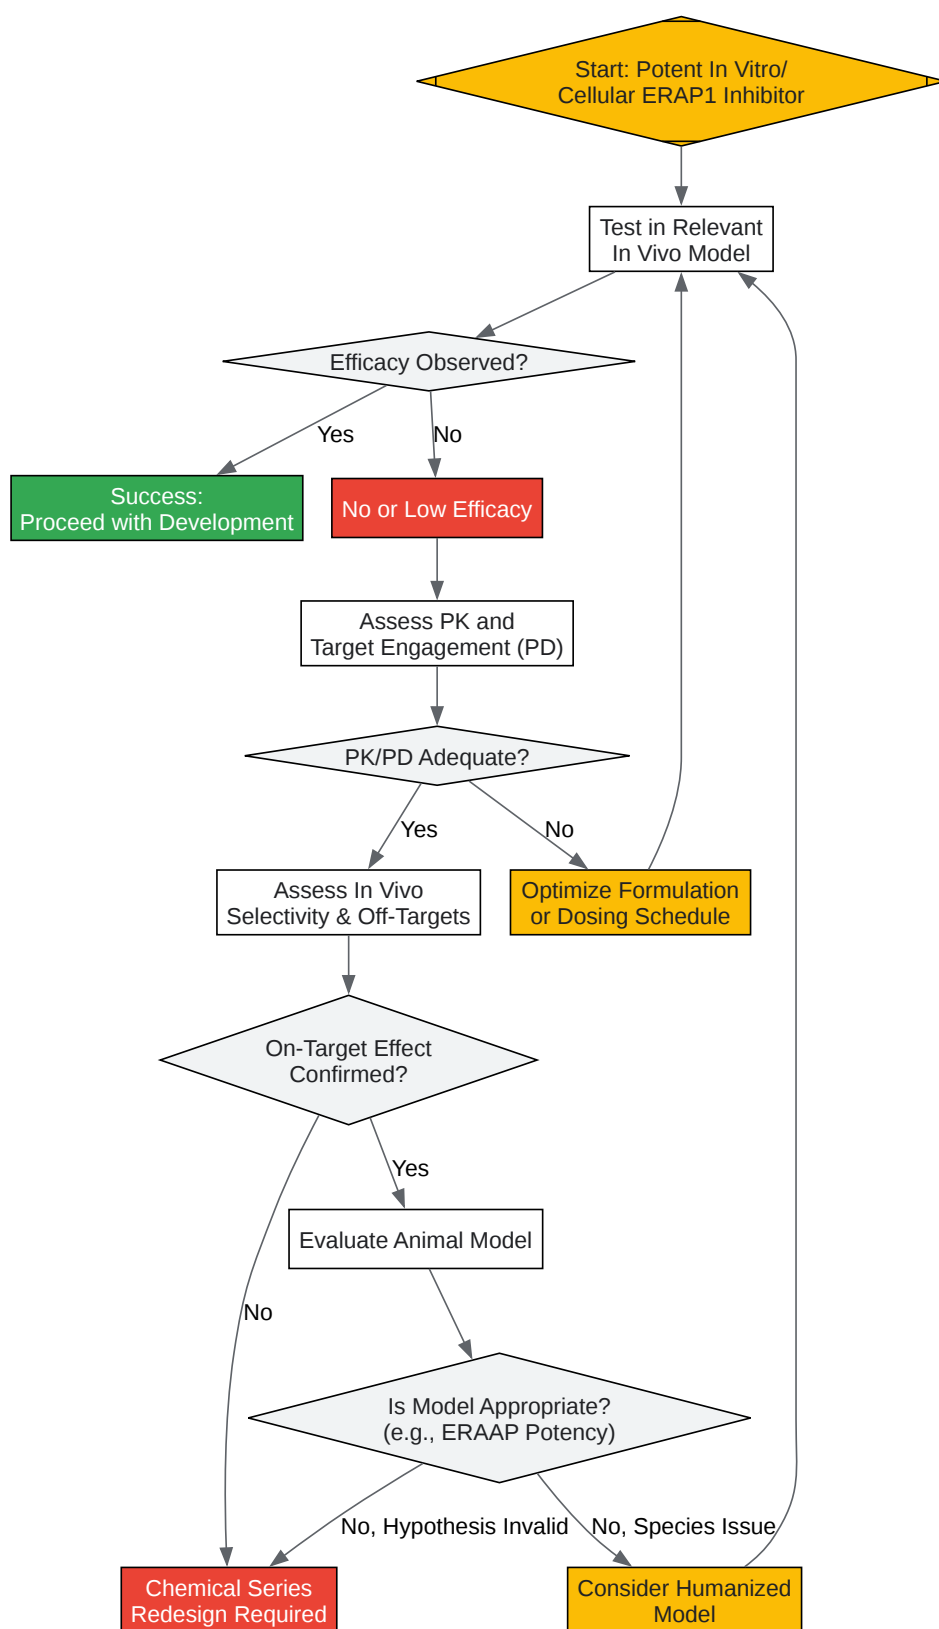 Start: Potent In Vitro/
Cellular ERAP1 Inhibitor
Test in Relevant
In Vivo Model
Efficacy Observed?
Yes
No
Success:
Proceed with Development
No or Low Efficacy
Assess PK and
Target Engagement (PD)
PK/PD Adequate?
Yes
No
Assess In Vivo
Selectivity & Off-Targets
Optimize Formulation
or Dosing Schedule
On-Target Effect
Confirmed?
Yes
Evaluate Animal Model
No
Is Model Appropriate?
(e.g., ERAAP Potency)
No, Hypothesis Invalid
No, Species Issue
Chemical Series
Redesign Required
Consider Humanized
Model